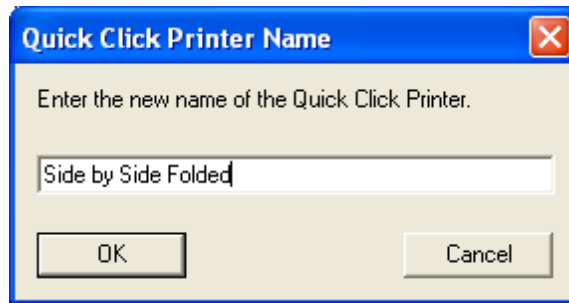 Quick Click Printer Name
Enter the new name of the Quick Click Printer.
Side by Side Folded
OK Cancel